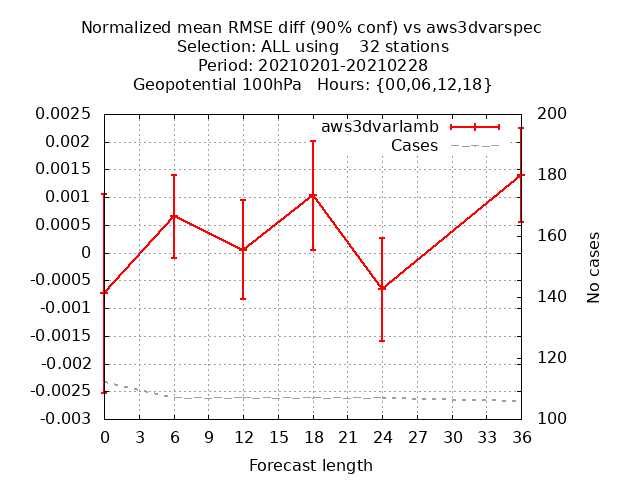 Normalized mean RMSE diff (90% conf) vs aws3dvarspec
Selection: ALL using    32 stations
Period: 20210201-20210228
Geopotential 100hPa   Hours: {00,06,12,18}
aws3dvarlamb
Cases
0.0025
0.002
0.0015
0.001
0.0005
0
-0.0005
-0.001
-0.0015
-0.002
-0.0025
-0.003
200
180
160
140
120
100
No cases
0 3 6 9 12 15 18 21 24 27 30 33 36
Forecast length